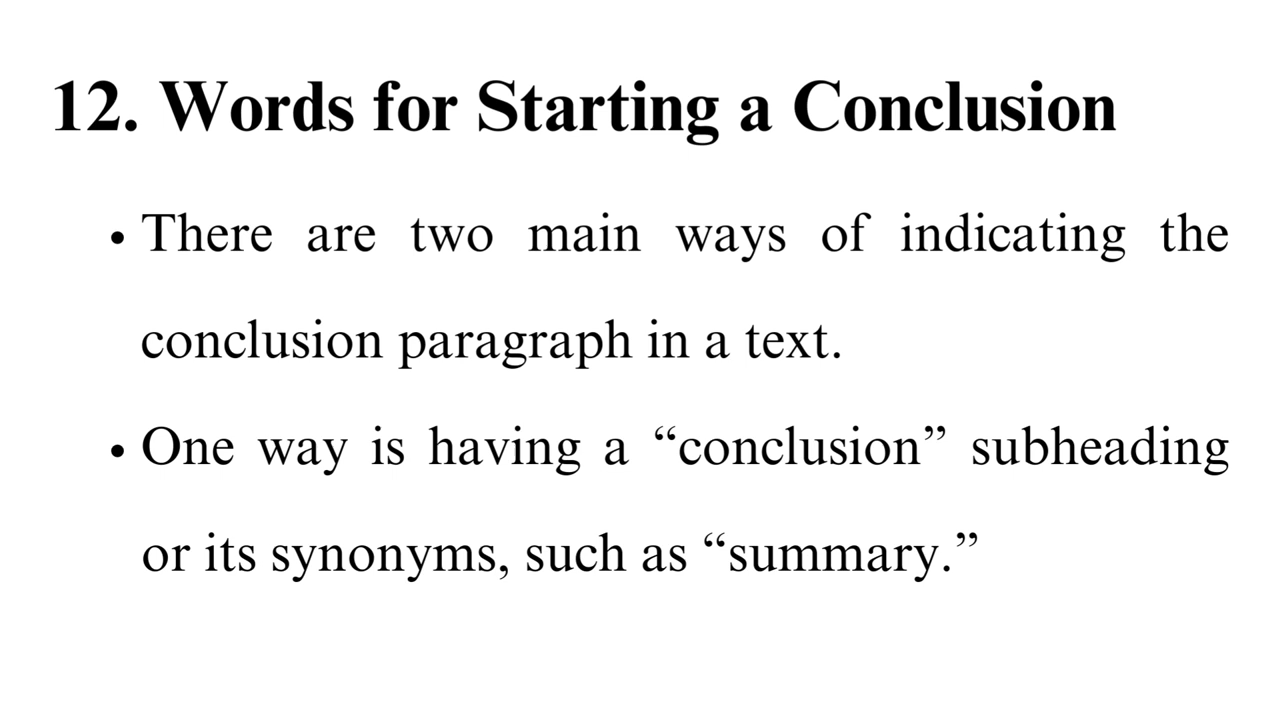 12. Words for Starting a Conclusion
• There are two main ways of indicating the
conclusion paragraph in a text.
• One way is having a “conclusion” subheading
or its synonyms, such as “summary.”